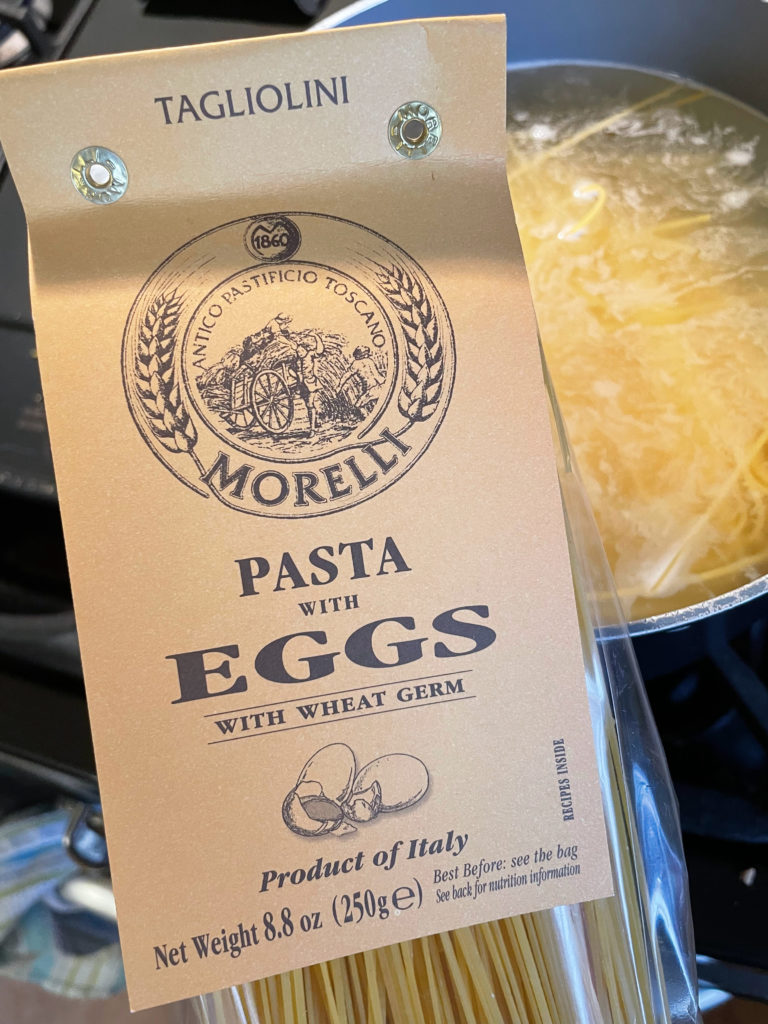 TAGLIOLINI
1860
ANTICO PASTIFICIO TOSCANO
MORELLI
PASTA
WITH
EGGS
WITH WHEAT GERM
RECIPES INSIDE
Product of Italy
Best Before: see the bag
See back for nutrition information
Net Weight 8.8 oz (250g℮)